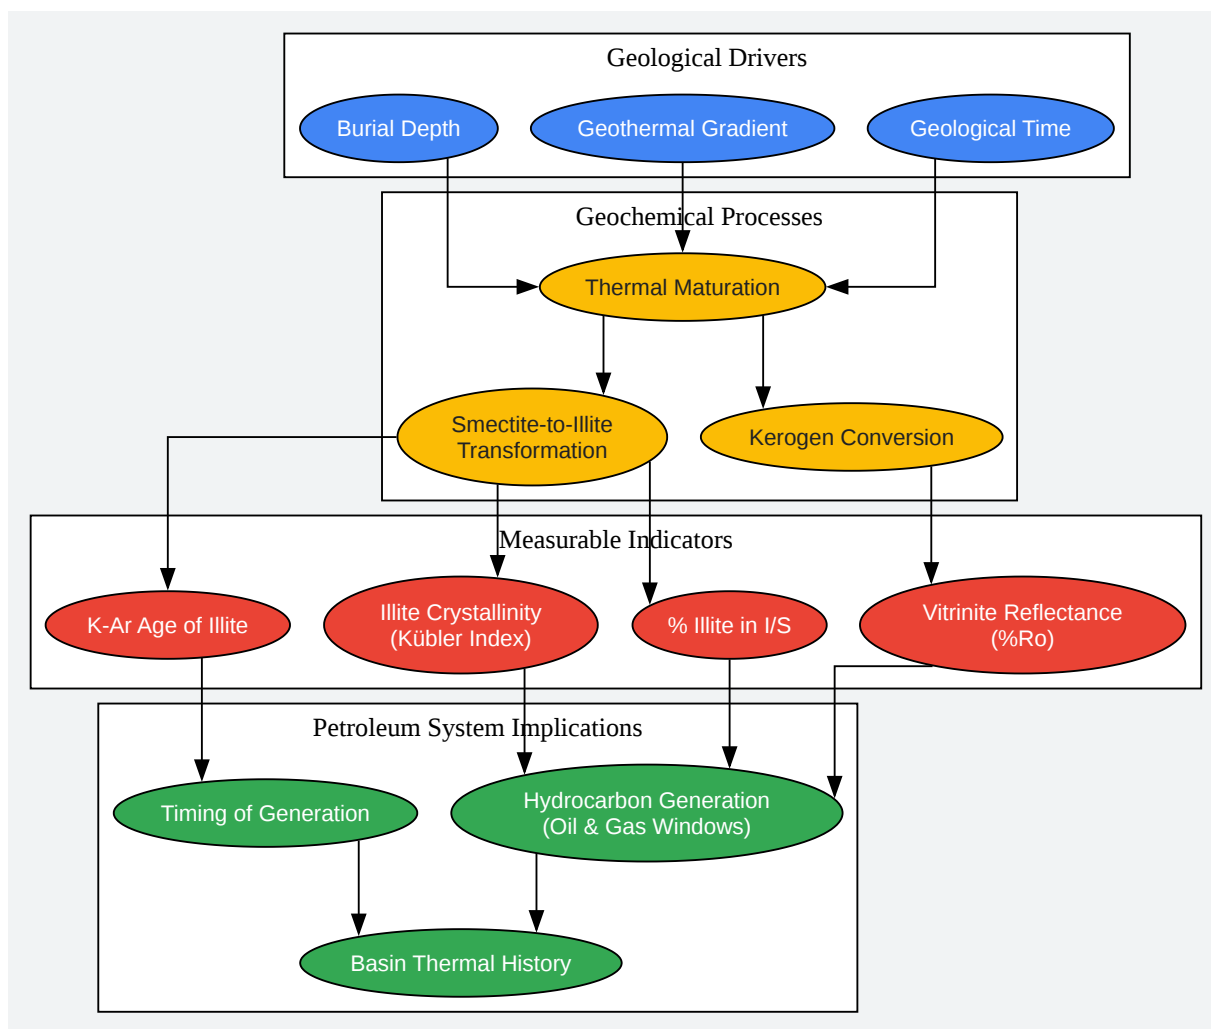 Geological Drivers
Burial Depth
Geothermal Gradient
Geological Time
Geochemical Processes
Thermal Maturation
Smectite-to-Illite
Transformation
Kerogen Conversion
Measurable Indicators
K-Ar Age of Illite
Illite Crystallinity
(Kübler Index)
% Illite in I/S
Vitrinite Reflectance
(%Ro)
Petroleum System Implications
Timing of Generation
Hydrocarbon Generation
(Oil & Gas Windows)
Basin Thermal History